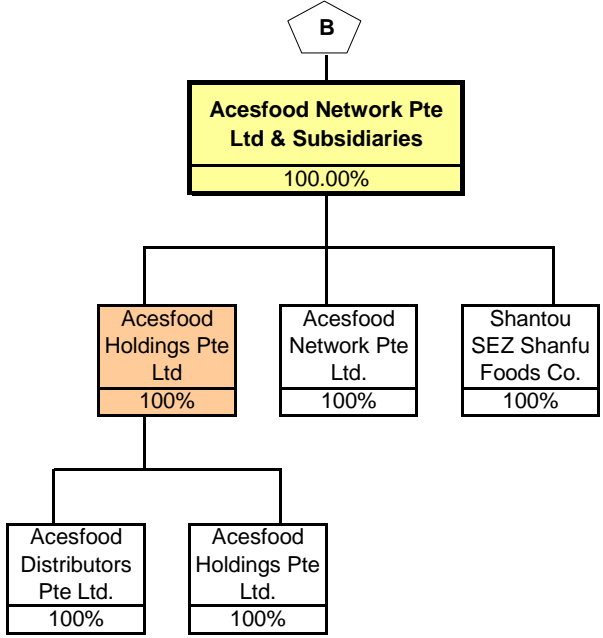 B
Acesfood Network Pte
Ltd & Subsidiaries
100.00%
Acesfood
Holdings Pte
Ltd
100%
Acesfood
Network Pte
Ltd.
100%
Shantou
SEZ Shanfu
Foods Co.
100%
Acesfood
Distributors
Pte Ltd.
100%
Acesfood
Holdings Pte
Ltd.
100%